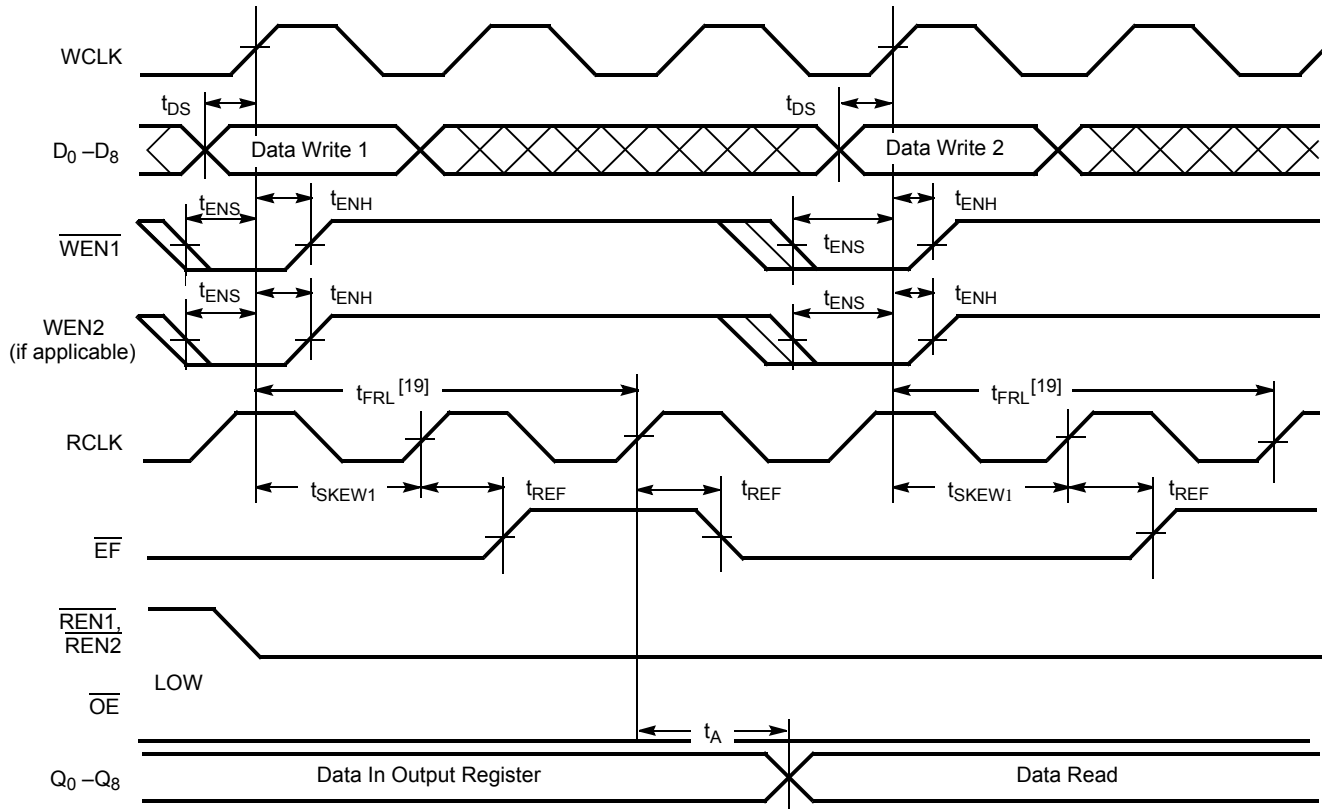 WCLK
tDS
tDS
D0 –D8
Data Write 1
Data Write 2
tENS
tENH
tENH
WEN1
tENS
tENS
tENH
tENS
tENH
WEN2
(if applicable)
tFRL [19]
tFRL [19]
RCLK
tSKEW1
tREF
tREF
tSKEW1
tREF
EF
REN1,
REN2
LOW
OE
tA
Q0 –Q8
Data In Output Register
Data Read